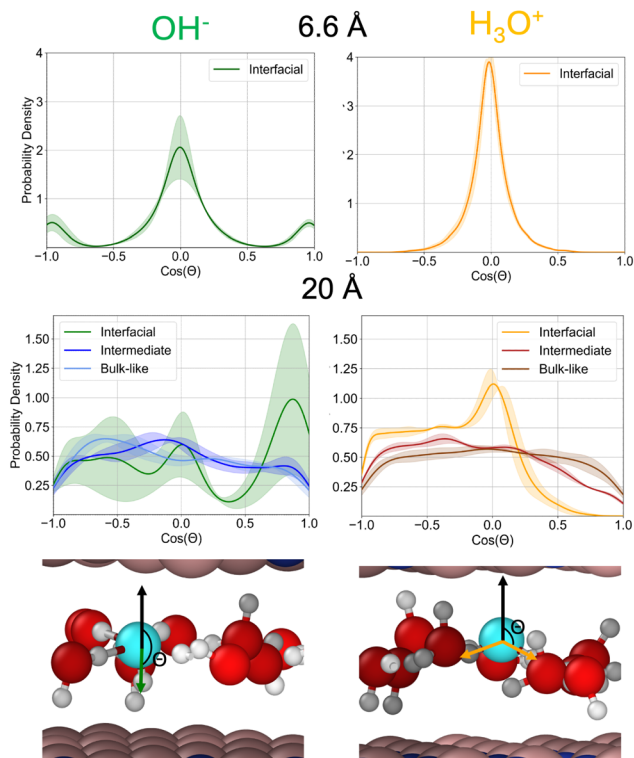 OH⁻ 6.6 Å H₃O⁺
4
3
2
1
Probability Density
Interfacial
−1.0 −0.5 0.0 0.5 1.0
Cos(Θ)
4
3
2
1
Interfacial
−1.0 −0.5 0.0 0.5 1.0
Cos(Θ)
20 Å
1.50
1.25
1.00
0.75
0.50
0.25
Probability Density
Interfacial
Intermediate
Bulk-like
−1.0 −0.5 0.0 0.5 1.0
Cos(Θ)
1.50
1.25
1.00
0.75
0.50
0.25
Interfacial
Intermediate
Bulk-like
−1.0 −0.5 0.0 0.5 1.0
Cos(Θ)
Θ
Θ